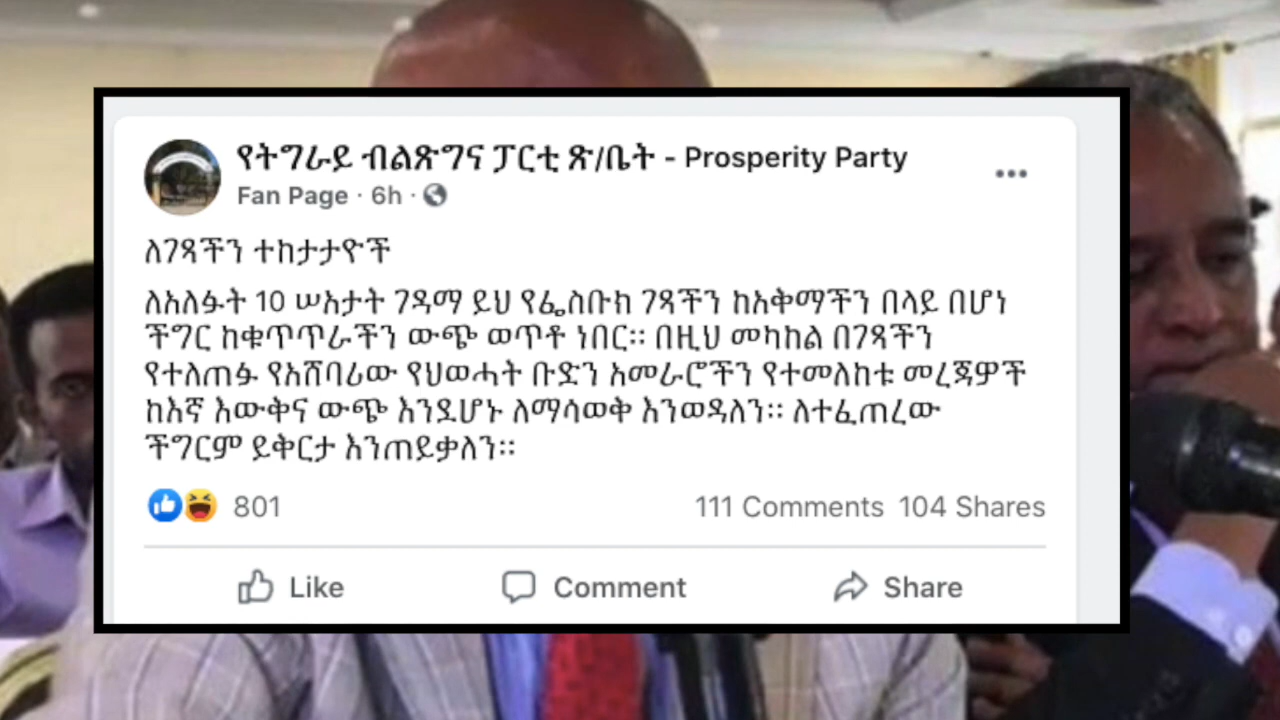 የትግራይ ብልጽግና ፓርቲ ጽ/ቤት - Prosperity Party
Fan Page · 6h ·
ለገጻችን ተከታታዮች
ለአለፉት 10 ሠአታት ገዳማ ይህ የፌስቡክ ገጻችን ከአቅማችን በላይ በሆነ
ችግር ከቁጥጥራችን ውጭ ወጥቶ ነበር፡፡ በዚህ መካከል በገጻችን
የተለጠፉ የአሸባሪው የህወሓት ቡድን አመራሮችን የተመለከቱ መረጃዎች
ከእኛ እውቅና ውጭ እንደሆኑ ለማሳወቅ እንወዳለን፡፡ ለተፈጠረው
ችግርም ይቅርታ እንጠይቃለን፡፡
801 111 Comments 104 Shares
Like Comment Share